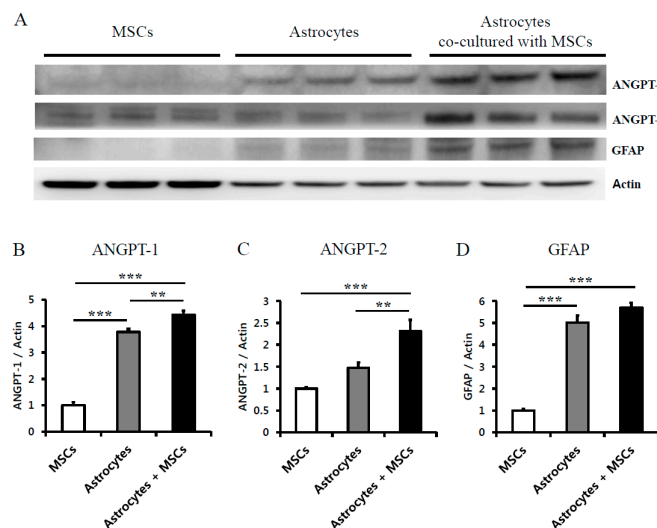 A
MSCs
Astrocytes
Astrocytes
co-cultured with MSCs
ANGPT-
ANGPT-
GFAP
Actin
B
ANGPT-1
ANGPT-1 / Actin
5
4
3
2
1
0
***
***
**
MSCs
Astrocytes
Astrocytes + MSCs
C
ANGPT-2
ANGPT-2 / Actin
3
2.5
2
1.5
1
0.5
0
***
**
MSCs
Astrocytes
Astrocytes + MSCs
D
GFAP
GFAP / Actin
6
5
4
3
2
1
0
***
***
MSCs
Astrocytes
Astrocytes + MSCs